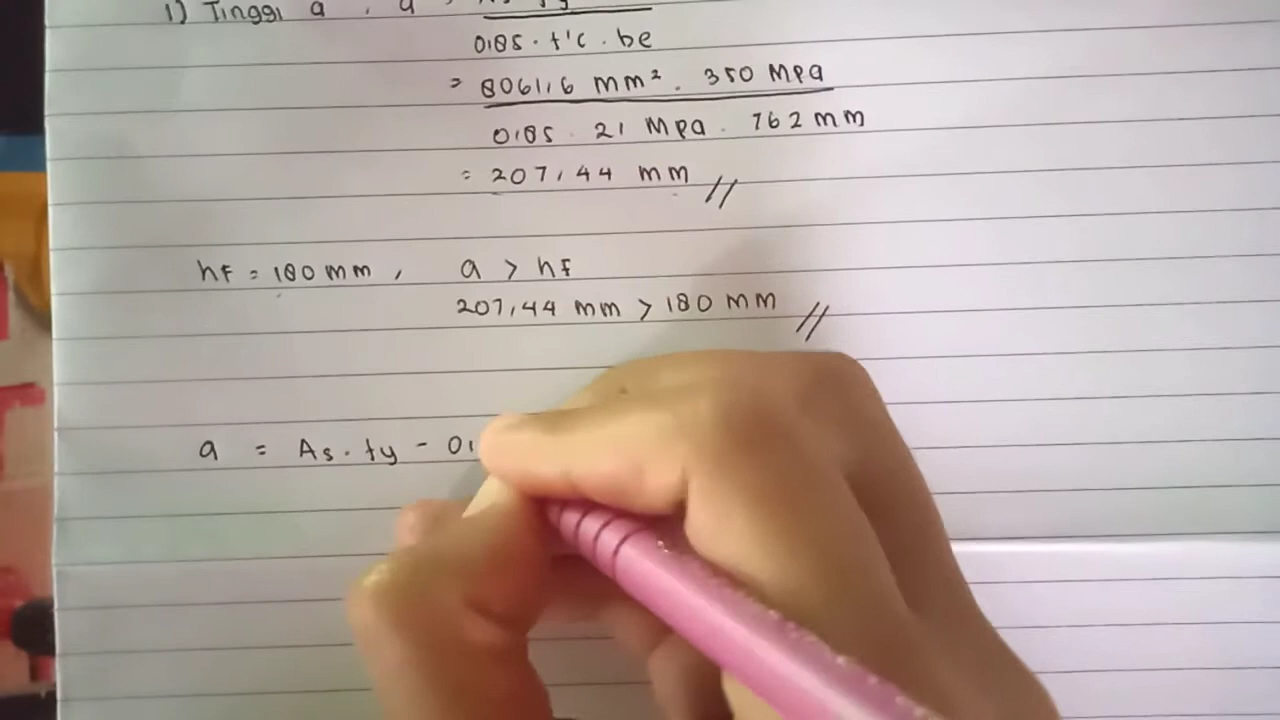 1) Tinggi a , a =
0,85 . f'c . be
= 8061,6 mm² . 350 Mpa
0,85 . 21 Mpa . 762 mm
= 207,44 mm //
hf = 180 mm , a > hf
207,44 mm > 180 mm //
a = As . fy - 0,